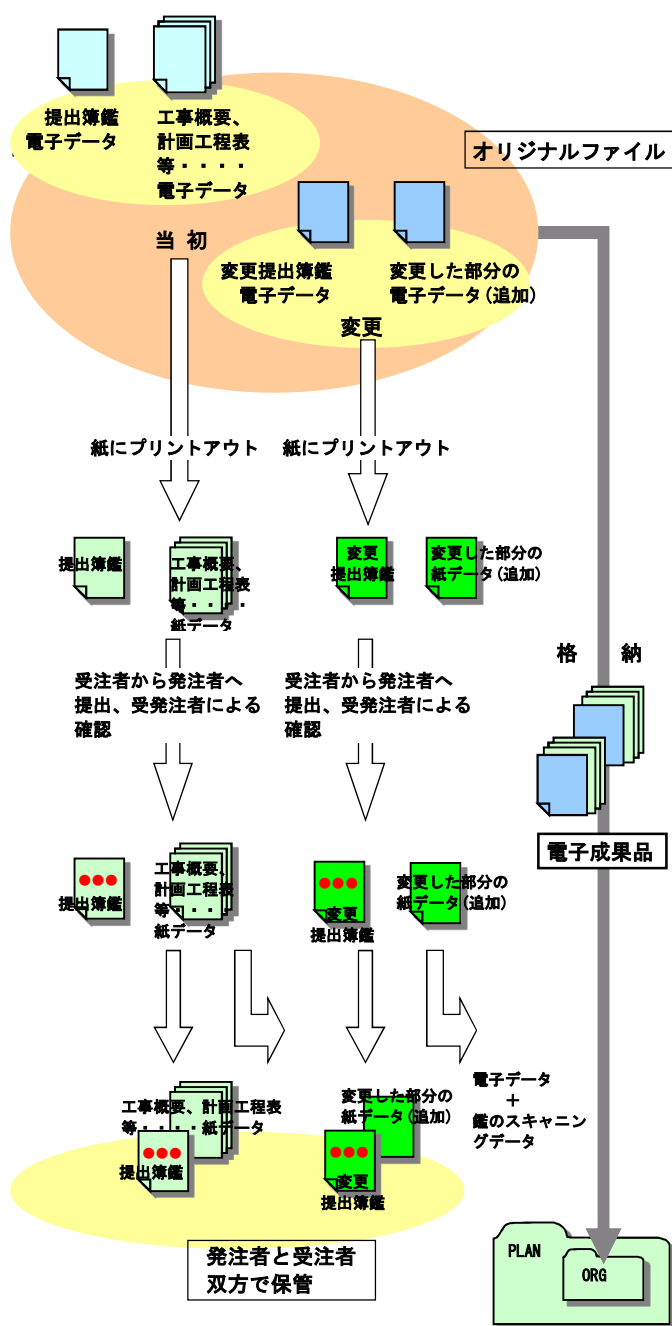 提出簿鑑
電子データ
工事概要、
計画工程表
等・・・・
電子データ
オリジナルファイル
当 初
変更提出簿鑑
電子データ
変更した部分の
電子データ(追加)
変更
紙にプリントアウト
紙にプリントアウト
提出簿鑑
工事概要、
計画工程表
等・・・・
紙データ
変更
提出簿鑑
変更した部分の
紙データ(追加)
格 納
受注者から発注者へ
提出、受発注者による
確認
受注者から発注者へ
提出、受発注者による
確認
電子成果品
提出簿鑑
工事概要、
計画工程表
等・・・・
紙データ
変更
提出簿鑑
変更した部分の
紙データ(追加)
工事概要、計画工程表
等・・・・紙データ
提出簿鑑
変更した部分の
紙データ(追加)
変更
提出簿鑑
電子データ
+
鑑のスキャニン
グデータ
発注者と受注者
双方で保管
PLAN
ORG